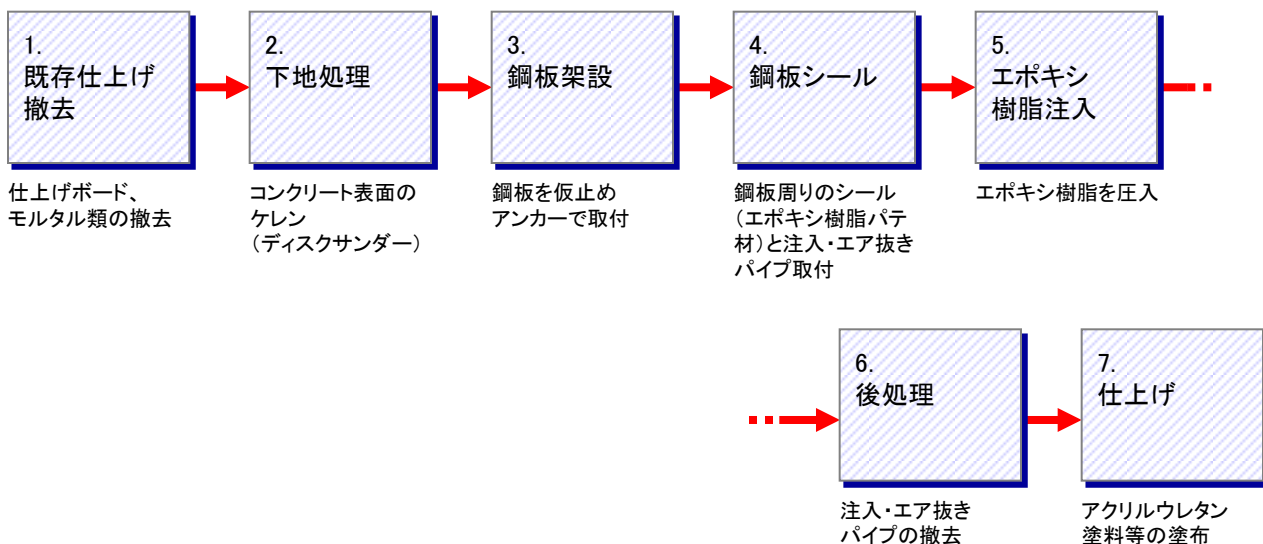 1.
既存仕上げ
撤去
仕上げボード、
モルタル類の撤去
2.
下地処理
コンクリート表面の
ケレン
（ディスクサンダー）
3.
鋼板架設
鋼板を仮止め
アンカーで取付
4.
鋼板シール
鋼板周りのシール
（エポキシ樹脂パテ
材）と注入・エア抜き
パイプ取付
5.
エポキシ
樹脂注入
エポキシ樹脂を圧入
6.
後処理
注入・エア抜き
パイプの撤去
7.
仕上げ
アクリルウレタン
塗料等の塗布